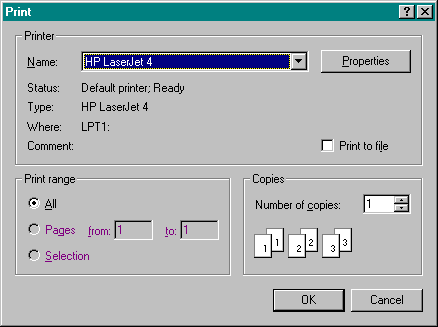 Print
Printer
Name: HP LaserJet 4 Properties
Status: Default printer; Ready
Type: HP LaserJet 4
Where: LPT1:
Comment: Print to file
Print range
All
Pages from: 1 to: 1
Selection
Copies
Number of copies: 1
1 1 2 2 3 3
OK Cancel